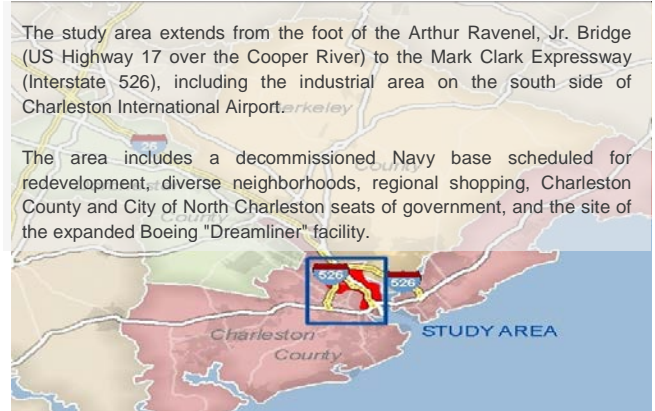 The study area extends from the foot of the Arthur Ravenel, Jr. Bridge
(US Highway 17 over the Cooper River) to the Mark Clark Expressway
(Interstate 526), including the industrial area on the south side of
Charleston International Airport.
erkeley
26
County
The area includes a decommissioned Navy base scheduled for
redevelopment, diverse neighborhoods, regional shopping, Charleston
County
County and City of North Charleston seats of government, and the site of
the expanded Boeing "Dreamliner" facility.
526
526
STUDY AREA
Charleston
County